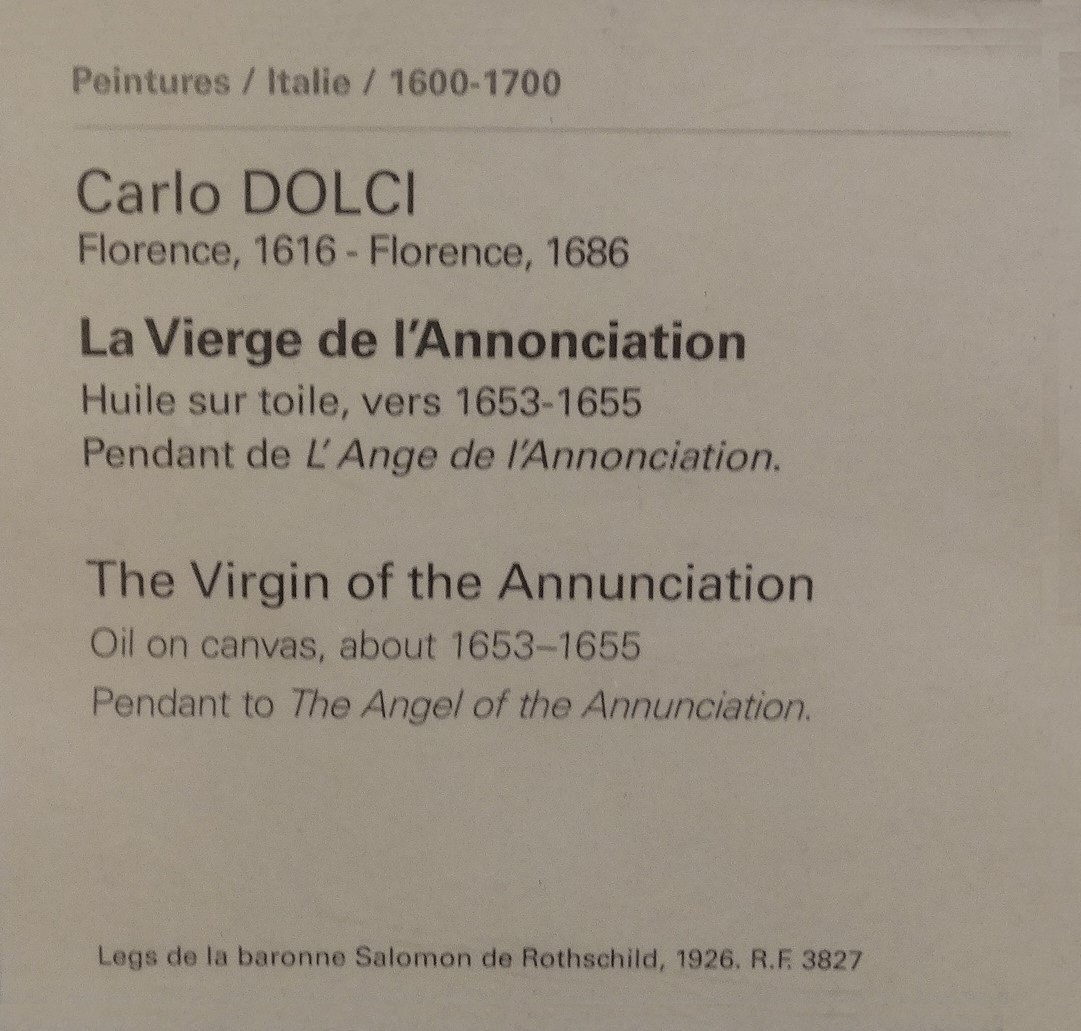 Peintures / Italie / 1600-1700
Carlo DOLCI
Florence, 1616 - Florence, 1686
La Vierge de l'Annonciation
Huile sur toile, vers 1653-1655
Pendant de L' Ange de l'Annonciation.
The Virgin of the Annunciation
Oil on canvas, about 1653–1655
Pendant to The Angel of the Annunciation.
Legs de la baronne Salomon de Rothschild, 1926. R.F. 3827